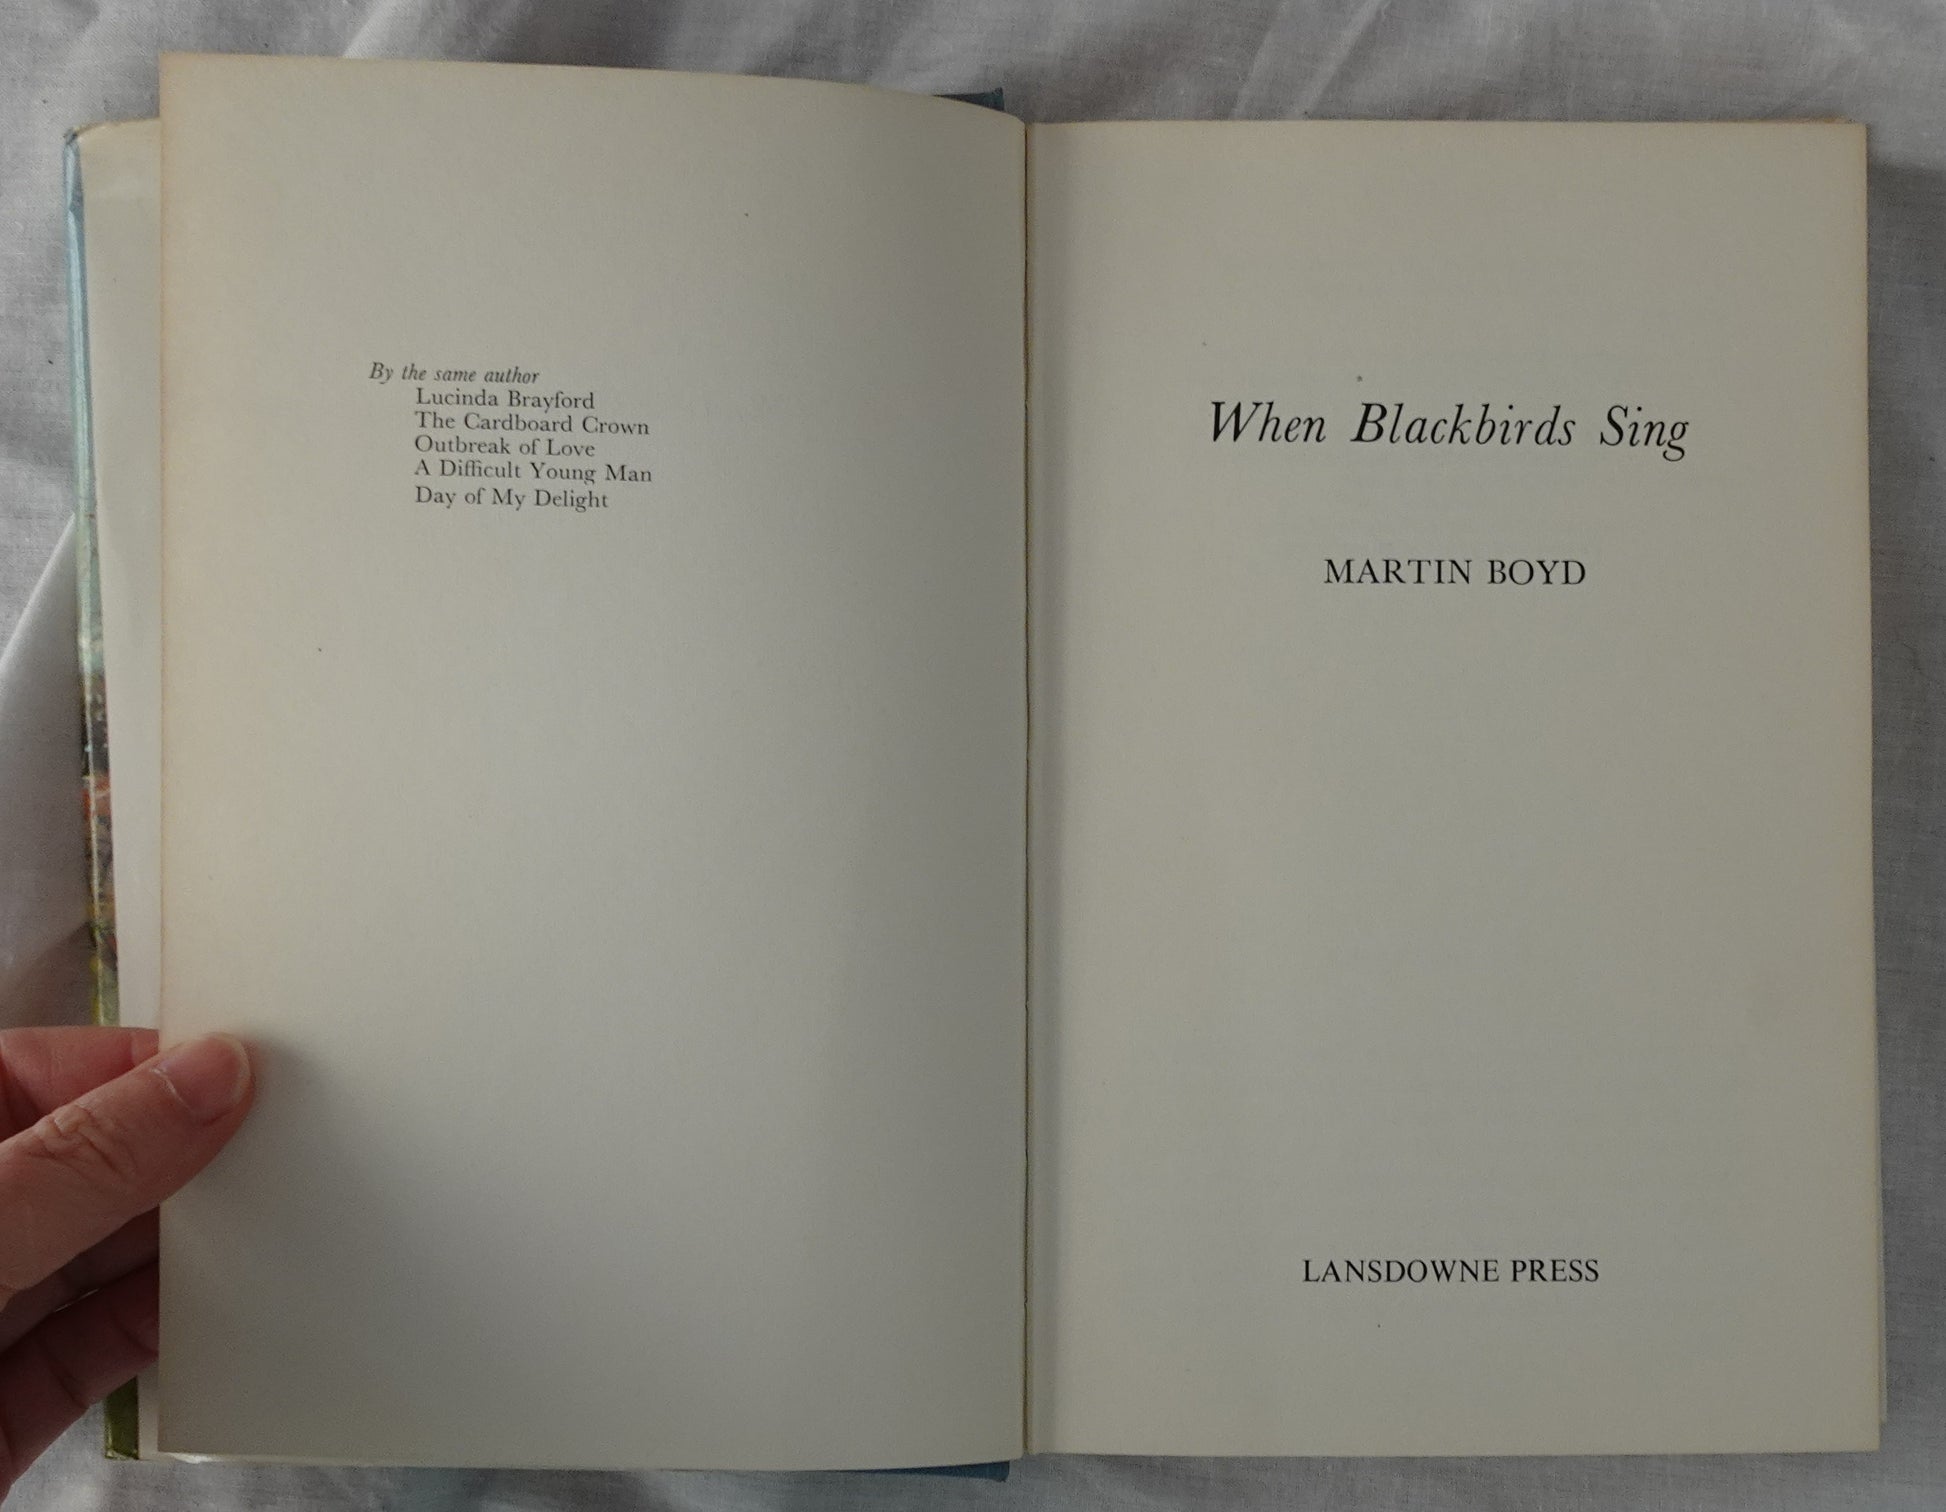 By the same author
Lucinda Brayford
The Cardboard Crown
Outbreak of Love
A Difficult Young Man
Day of My Delight
When Blackbirds Sing
MARTIN BOYD
LANSDOWNE PRESS